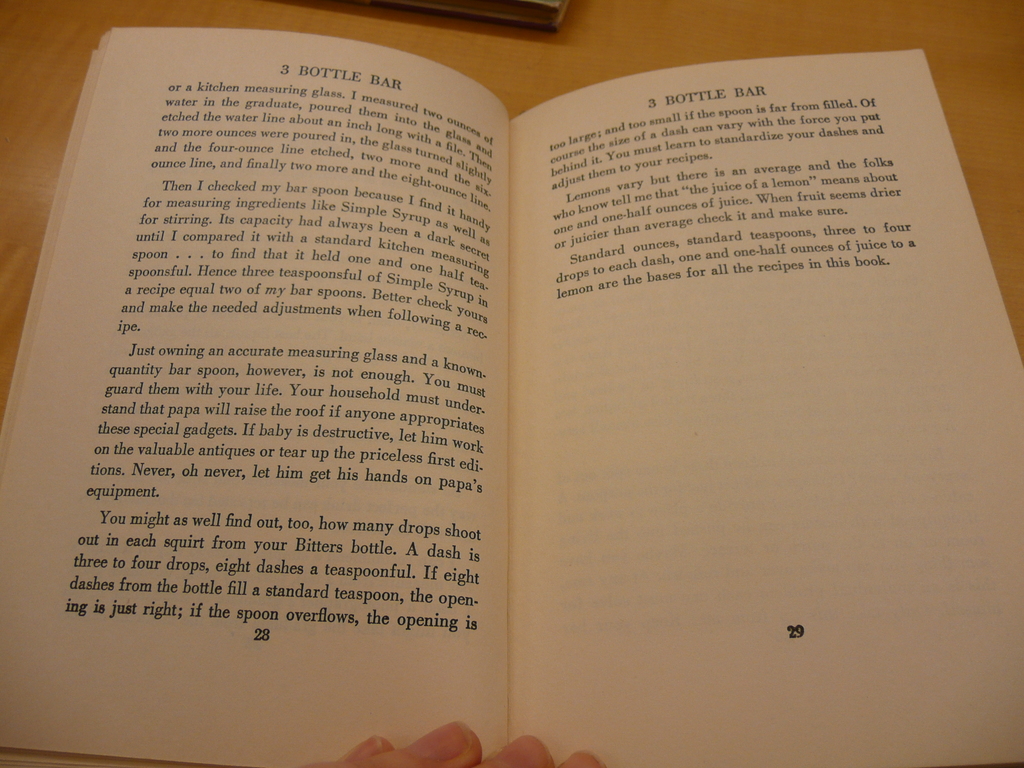 3 BOTTLE BAR
or a kitchen measuring glass. I measured two ounces of
water in the graduate, poured them into the glass and
etched the water line about an inch long with a file. Then
two more ounces were poured in, the glass turned slightly
and the four-ounce line etched, two more and the six-
ounce line, and finally two more and the eight-ounce line.
Then I checked my bar spoon because I find it handy
for measuring ingredients like Simple Syrup as well as
for stirring. Its capacity had always been a dark secret
until I compared it with a standard kitchen measuring
spoon . . . to find that it held one and one half tea-
spoonsful. Hence three teaspoonsful of Simple Syrup in
a recipe equal two of my bar spoons. Better check yours
and make the needed adjustments when following a rec-
ipe.
Just owning an accurate measuring glass and a known-
quantity bar spoon, however, is not enough. You must
guard them with your life. Your household must under-
stand that papa will raise the roof if anyone appropriates
these special gadgets. If baby is destructive, let him work
on the valuable antiques or tear up the priceless first edi-
tions. Never, oh never, let him get his hands on papa's
equipment.
You might as well find out, too, how many drops shoot
out in each squirt from your Bitters bottle. A dash is
three to four drops, eight dashes a teaspoonful. If eight
dashes from the bottle fill a standard teaspoon, the open-
ing is just right; if the spoon overflows, the opening is
28
3 BOTTLE BAR
too large; and too small if the spoon is far from filled. Of
course the size of a dash can vary with the force you put
behind it. You must learn to standardize your dashes and
adjust them to your recipes.
Lemons vary but there is an average and the folks
who know tell me that "the juice of a lemon" means about
one and one-half ounces of juice. When fruit seems drier
or juicier than average check it and make sure.
Standard ounces, standard teaspoons, three to four
drops to each dash, one and one-half ounces of juice to a
lemon are the bases for all the recipes in this book.
29